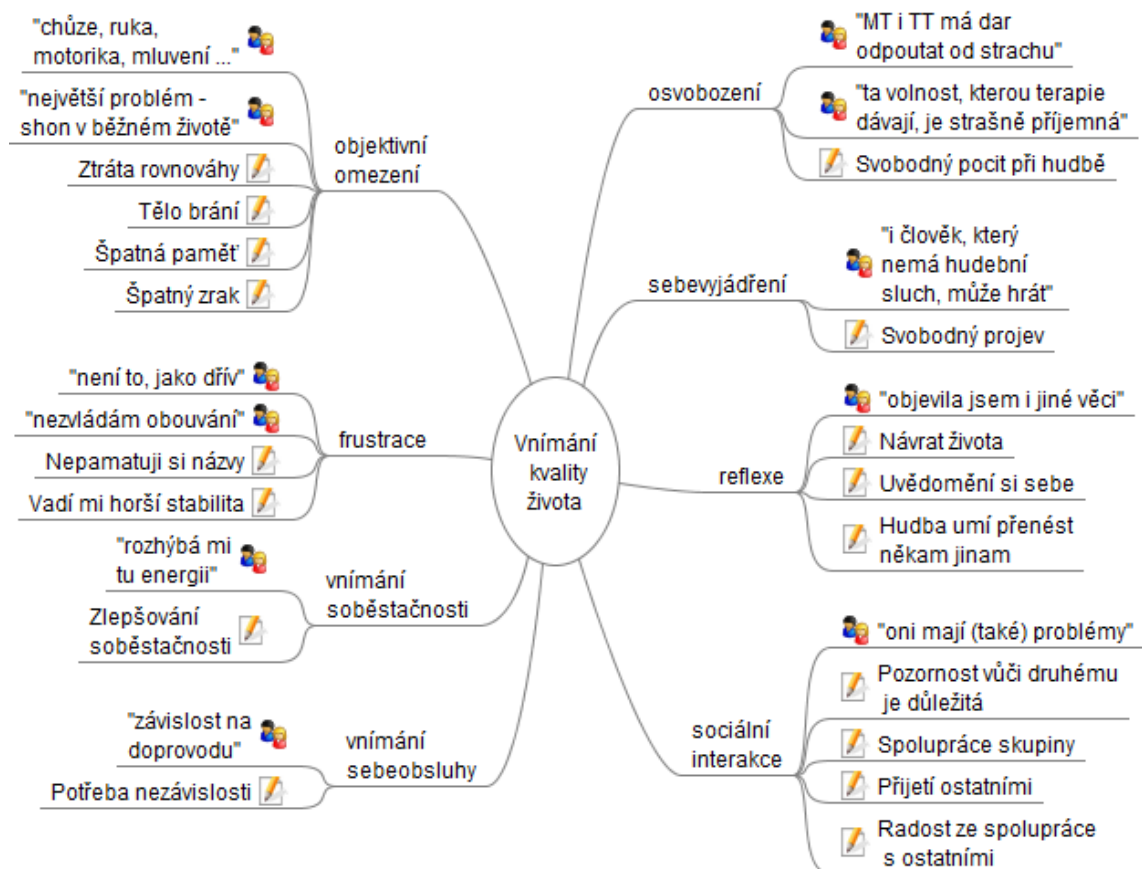 "chůze, ruka,
motorika, mluvení ..."
"největší problém -
shon v běžném životě"
Ztráta rovnováhy
Tělo brání
Špatná paměť
Špatný zrak
objektivní
omezení
"není to, jako dřív"
"nezvládám obouvání"
Nepamatuji si názvy
Vadí mi horší stabilita
frustrace
"rozhýbá mi
tu energii"
Zlepšování
soběstačnosti
vnímání
soběstačnosti
"závislost na
doprovodu"
Potřeba nezávislosti
vnímání
sebeobsluhy
Vnímání
kvality
života
osvobození
"MT i TT má dar
odpoutat od strachu"
"ta volnost, kterou terapie
dávají, je strašně příjemná"
Svobodný pocit při hudbě
sebevyjádření
"i člověk, který
nemá hudební
sluch, může hrát"
Svobodný projev
reflexe
"objevila jsem i jiné věci"
Návrat života
Uvědomění si sebe
Hudba umí přenést
někam jinam
sociální
interakce
"oni mají (také) problémy"
Pozornost vůči druhému
je důležitá
Spolupráce skupiny
Přijetí ostatními
Radost ze spolupráce
s ostatními